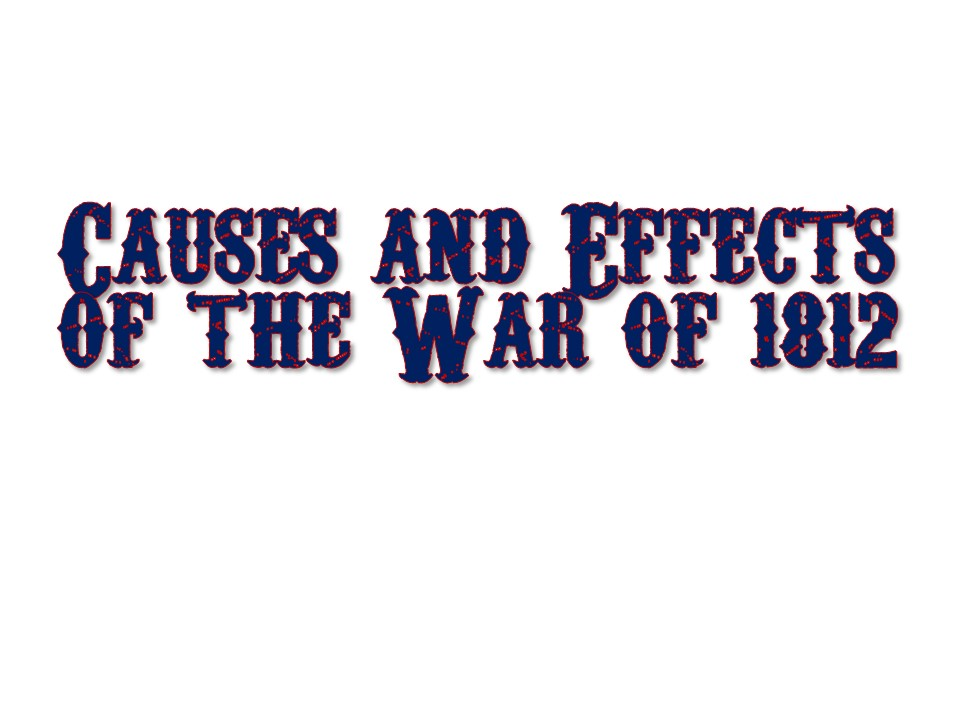 Causes and Effects
of the War of 1812